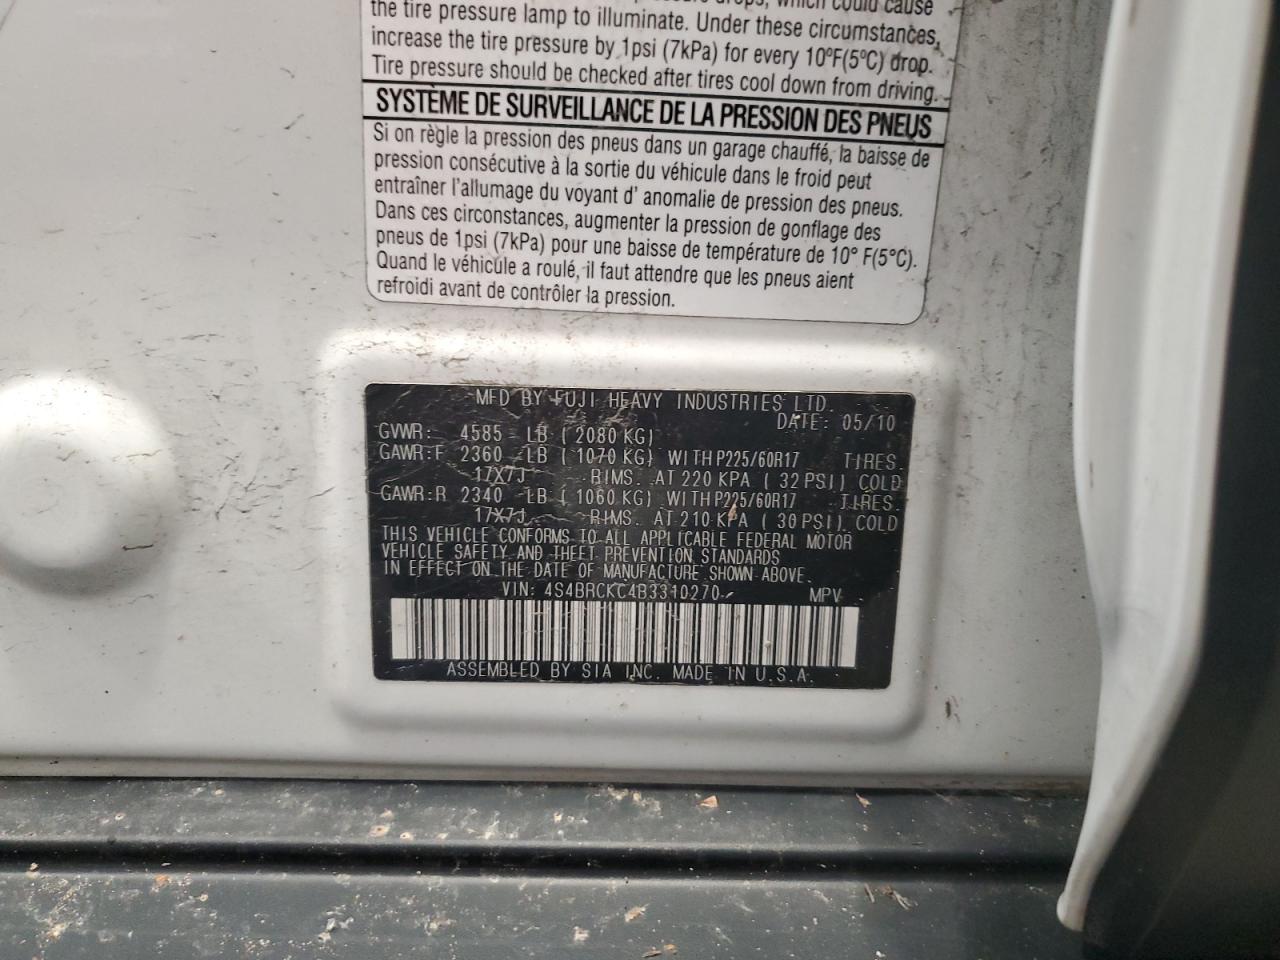 which could cause
the tire pressure lamp to illuminate. Under these circumstances,
increase the tire pressure by 1psi (7kPa) for every 10°F(5°C) drop.
Tire pressure should be checked after tires cool down from driving.
SYSTÈME DE SURVEILLANCE DE LA PRESSION DES PNEUS
Si on règle la pression des pneus dans un garage chauffé, la baisse de
pression consécutive à la sortie du véhicule dans le froid peut
entraîner l'allumage du voyant d' anomalie de pression des pneus.
Dans ces circonstances, augmenter la pression de gonflage des
pneus de 1psi (7kPa) pour une baisse de température de 10° F(5°C).
Quand le véhicule a roulé, il faut attendre que les pneus aient
refroidi avant de contrôler la pression.
MFD BY FUJI HEAVY INDUSTRIES LTD.
DATE: 05/10
GVWR: 4585 LB ( 2080 KG)
GAWR:F 2360 LB ( 1070 KG) WITH P225/60R17 TIRES.
17X7J RIMS. AT 220 KPA ( 32 PSI) COLD
GAWR:R 2340 LB ( 1060 KG) WITH P225/60R17 TIRES.
17X7J RIMS. AT 210 KPA ( 30 PSI). COLD
THIS VEHICLE CONFORMS TO ALL APPLICABLE FEDERAL MOTOR
VEHICLE SAFETY AND THEFT PREVENTION STANDARDS
IN EFFECT ON THE DATE OF MANUFACTURE SHOWN ABOVE.
VIN: 4S4BRCKC4B3310270 MPV
ASSEMBLED BY SIA INC. MADE IN U.S.A.